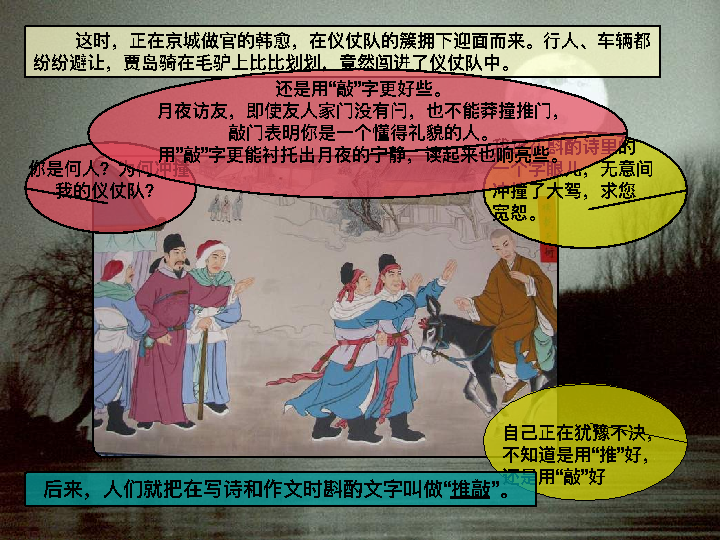 这时，正在京城做官的韩愈，在仪仗队的簇拥下迎面而来。行人、车辆都
纷纷避让，贾岛骑在毛驴上比比划划，竟然闯进了仪仗队中。
还是用“敲”字更好些。
月夜访友，即使友人家门没有闩，也不能莽撞推门，
敲门表明你是一个懂得礼貌的人。
用”敲”字更能衬托出月夜的宁静，读起来也响亮些。
你是何人？为何冲撞
我的仪仗队？
斟酌的诗里的
一个字眼儿，无意间
冲撞了大驾，求您
宽恕。
自己正在犹豫不决，
不知道是用“推”好，
还是用“敲”好
后来，人们就把在写诗和作文时斟酌文字叫做“推敲”。